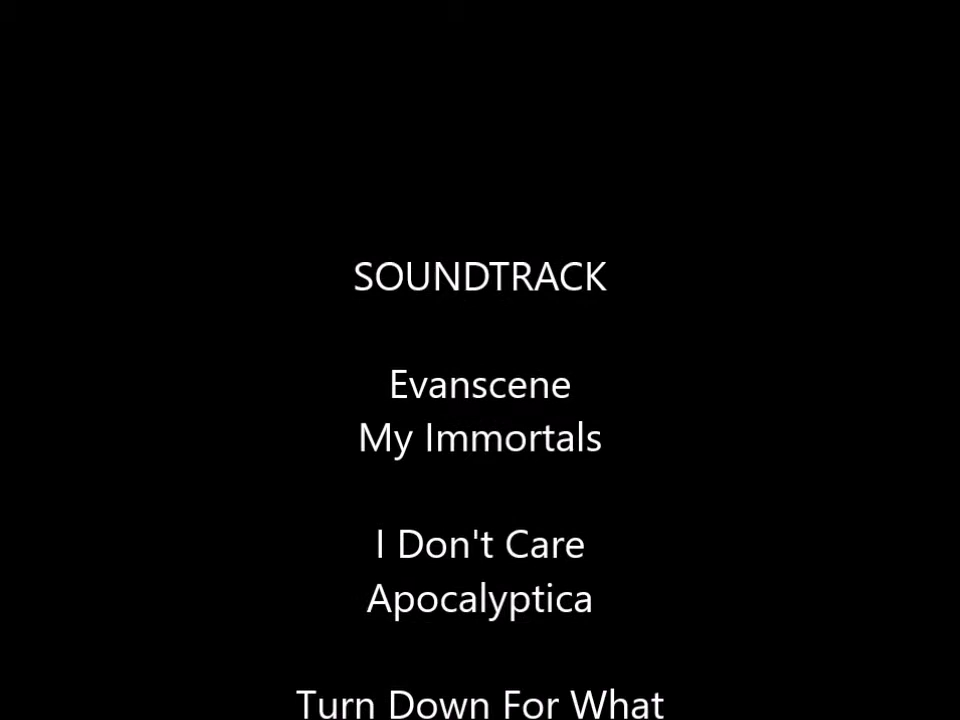 SOUNDTRACK
Evanscene
My Immortals
I Don't Care
Apocalyptica
Turn Down For What